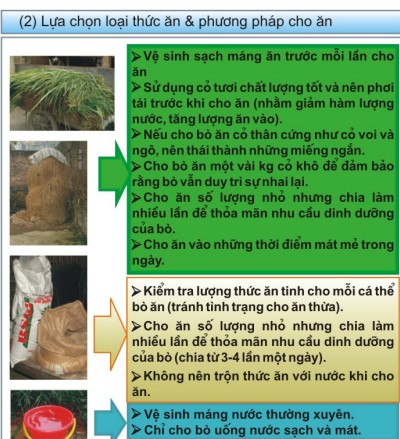 (2) Lựa chọn loại thức ăn & phương pháp cho ăn
➢Vệ sinh sạch máng ăn trước mỗi lần cho
ăn
➢Sử dụng cỏ tươi chất lượng tốt và nên phơi
tái trước khi cho ăn (nhằm giảm hàm lượng
nước, tăng lượng ăn vào).
➢Nếu cho bò ăn cỏ thân cứng như cỏ voi và
ngô, nên thái thành những miếng ngắn.
➢Cho bò ăn một vài kg cỏ khô để đảm bảo
rằng bò vẫn duy trì sự nhai lại.
➢Cho ăn số lượng nhỏ nhưng chia làm
nhiều lần để thỏa mãn nhu cầu dinh dưỡng
của bò.
➢Cho ăn vào những thời điểm mát mẻ trong
ngày.
➢Kiểm tra lượng thức ăn tinh cho mỗi cá thể
bò ăn (tránh tình trạng cho ăn thừa).
➢Cho ăn số lượng nhỏ nhưng chia làm
nhiều lần để thỏa mãn nhu cầu dinh dưỡng
của bò (chia từ 3-4 lần một ngày).
➢Không nên trộn thức ăn với nước khi cho
ăn.
➢Vệ sinh máng nước thường xuyên.
➢Chỉ cho bò uống nước sạch và mát.